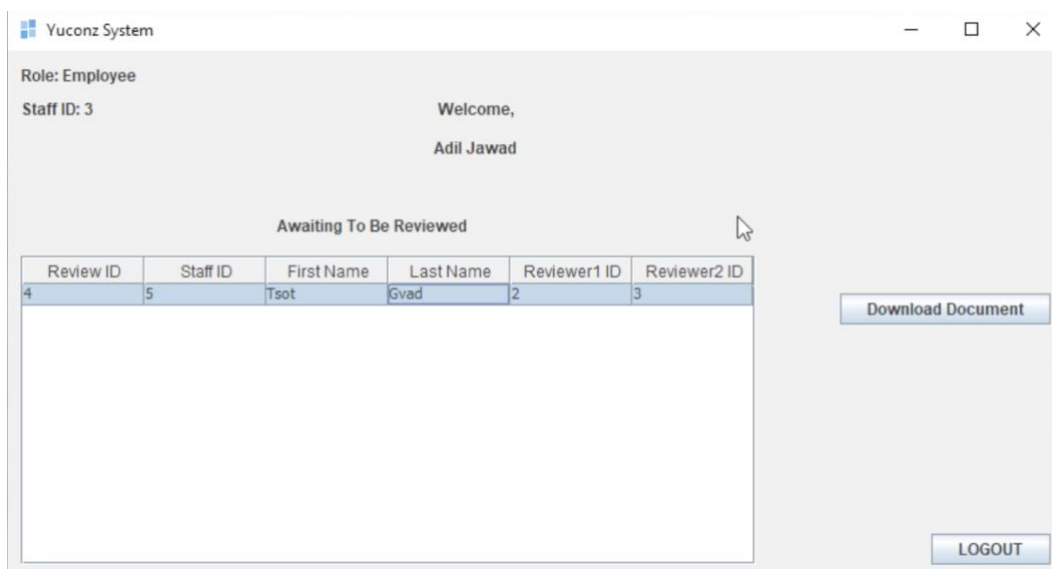 Yuconz System
Role: Employee
Staff ID: 3
Welcome,
Adil Jawad
Awaiting To Be Reviewed
Review ID Staff ID First Name Last Name Reviewer1 ID Reviewer2 ID
4 5 Tsot Gvad 2 3
Download Document
LOGOUT